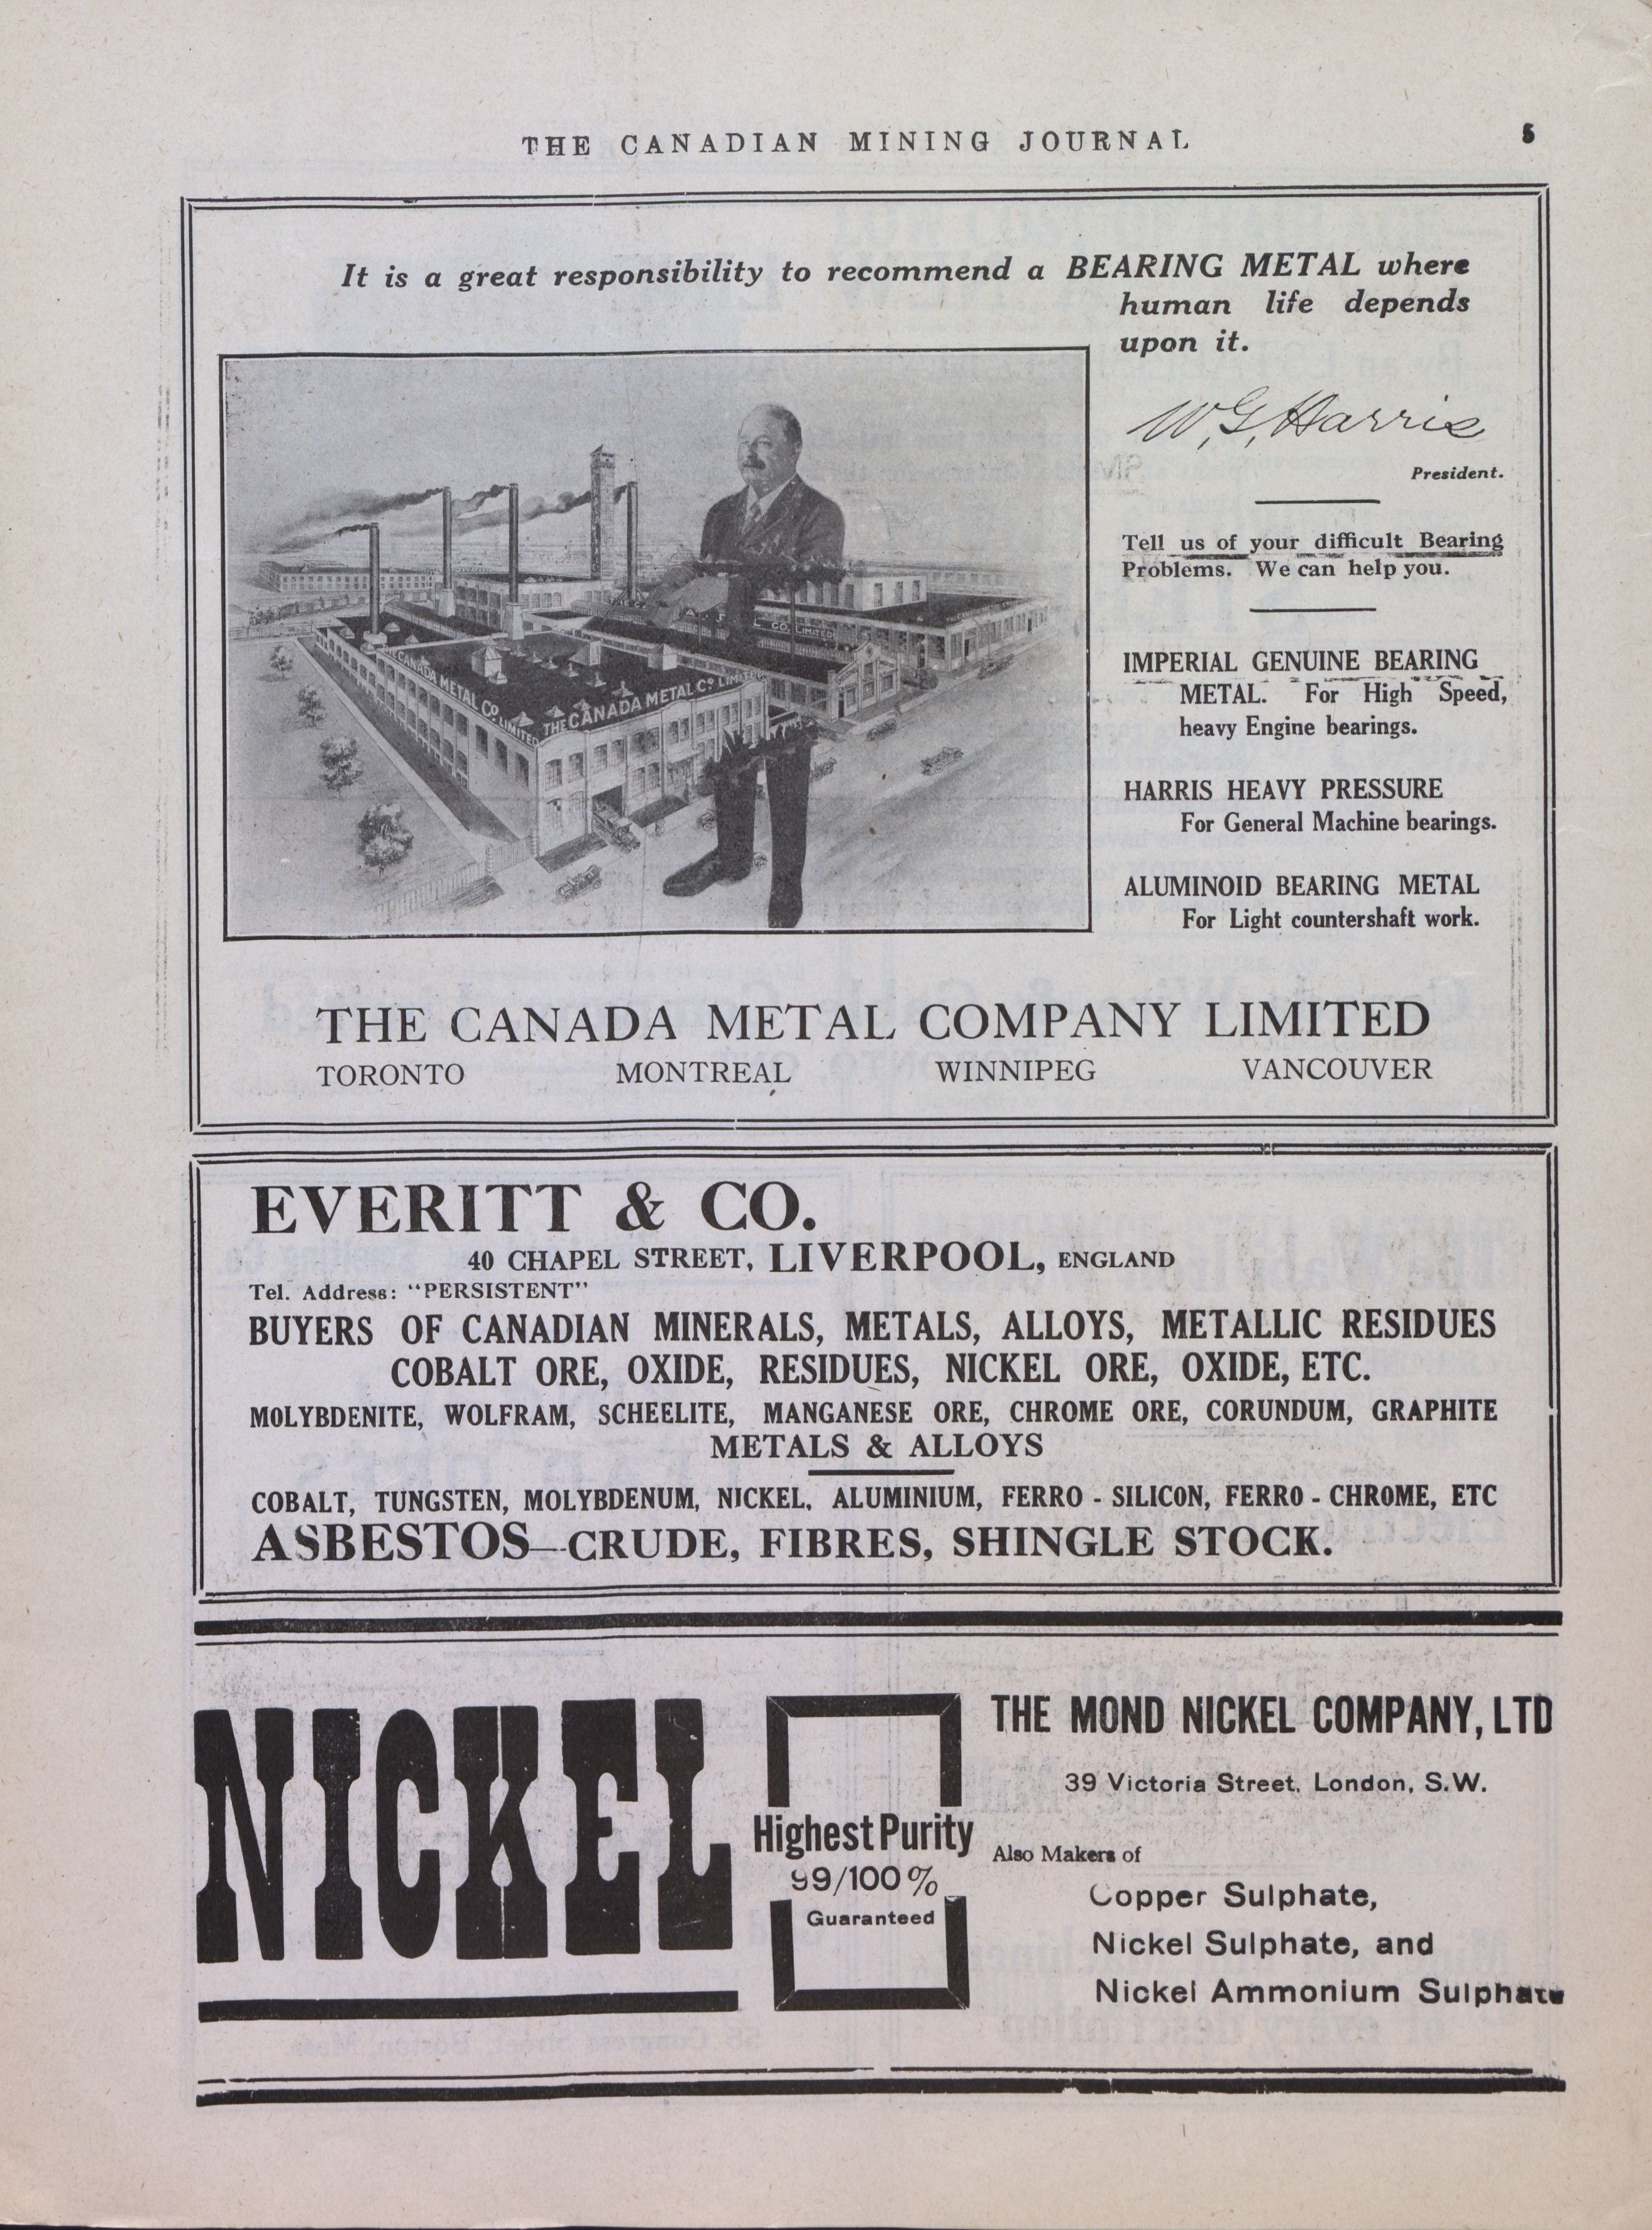 THE CANADIAN MINING JOURNAL 5
It is a great responsibility to recommend a BEARING METAL where
human life depends
upon it.
W. G. Harris
President.
Tell us of your difficult Bearing
Problems. We can help you.
IMPERIAL GENUINE BEARING
METAL. For High Speed,
heavy Engine bearings.
HARRIS HEAVY PRESSURE
For General Machine bearings.
ALUMINOID BEARING METAL
For Light countershaft work.
THE CANADA METAL CO. LIMITED
THE CANADA METAL CO. LIMITED
CO. LIMITED
THE CANADA METAL COMPANY LIMITED
TORONTO MONTREAL WINNIPEG VANCOUVER
EVERITT & CO.
40 CHAPEL STREET, LIVERPOOL, ENGLAND
Tel. Address: "PERSISTENT"
BUYERS OF CANADIAN MINERALS, METALS, ALLOYS, METALLIC RESIDUES
COBALT ORE, OXIDE, RESIDUES, NICKEL ORE, OXIDE, ETC.
MOLYBDENITE, WOLFRAM, SCHEELITE, MANGANESE ORE, CHROME ORE, CORUNDUM, GRAPHITE
METALS & ALLOYS
COBALT, TUNGSTEN, MOLYBDENUM, NICKEL, ALUMINIUM, FERRO - SILICON, FERRO - CHROME, ETC
ASBESTOS—CRUDE, FIBRES, SHINGLE STOCK.
NICKEL
Highest Purity
99/100 %
Guaranteed
THE MOND NICKEL COMPANY, LTD
39 Victoria Street, London, S.W.
Also Makers of
Copper Sulphate,
Nickel Sulphate, and
Nickel Ammonium Sulphate